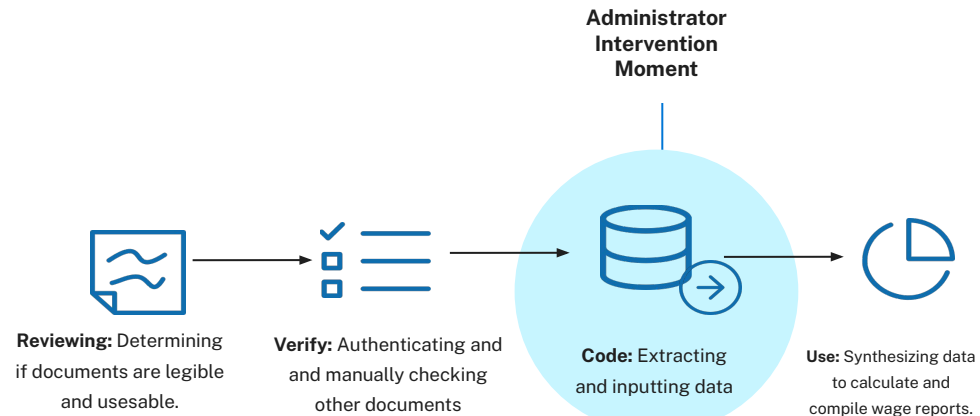 Administrator
Intervention
Moment
Reviewing: Determining
if documents are legible
and usesable.
Verify: Authenticating and
and manually checking
other documents
Code: Extracting
and inputting data
Use: Synthesizing data
to calculate and
compile wage reports.